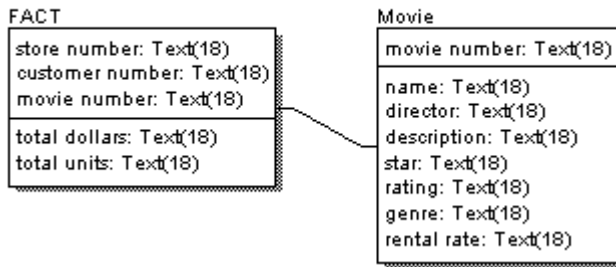 FACT
store number: Text(18)
customer number: Text(18)
movie number: Text(18)
total dollars: Text(18)
total units: Text(18)
Movie
movie number: Text(18)
name: Text(18)
director: Text(18)
description: Text(18)
star: Text(18)
rating: Text(18)
genre: Text(18)
rental rate: Text(18)